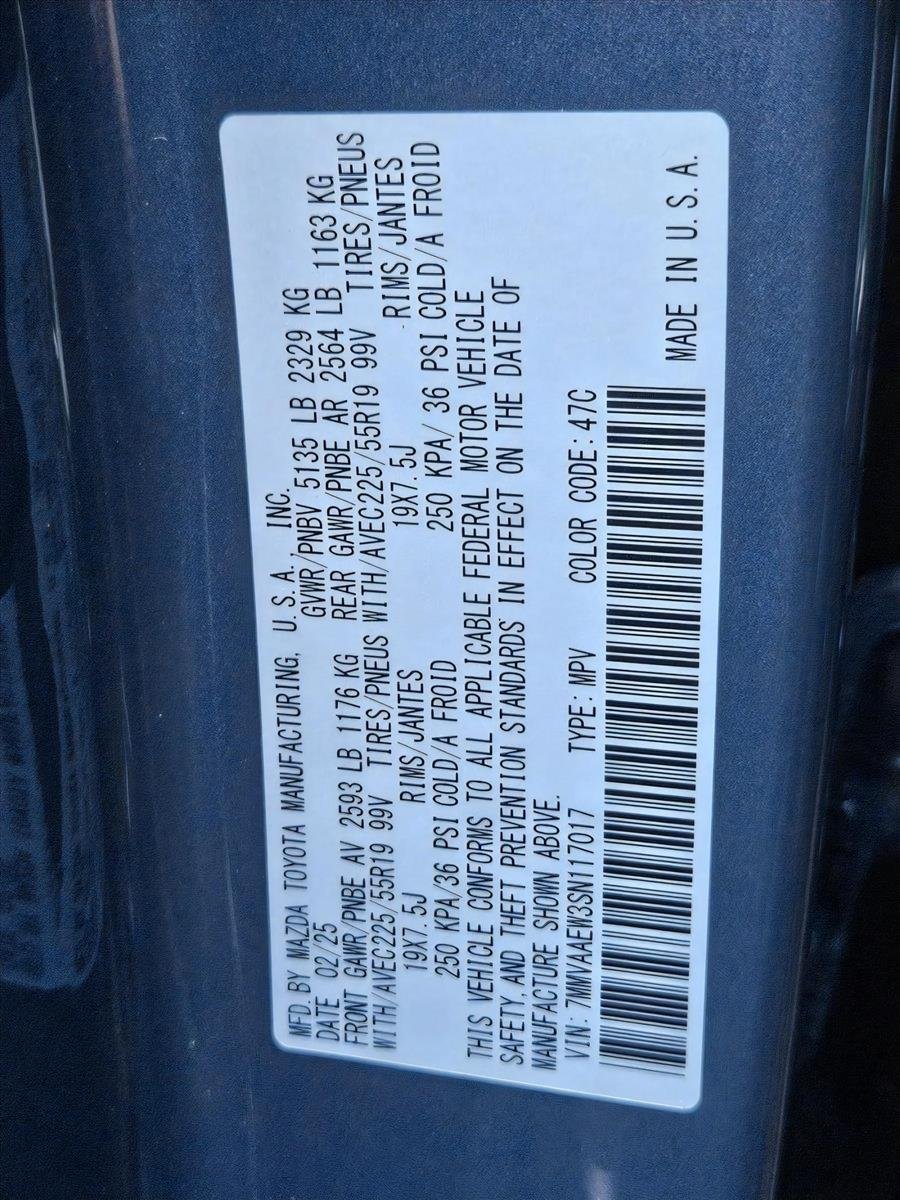 MFD. BY MAZDA TOYOTA MANUFACTURING, U.S.A., INC.
DATE 02/25 GVWR/PNBV 5135 LB 2329 KG
FRONT GAWR/PNBE AV 2593 LB 1176 KG REAR GAWR/PNBE AR 2564 LB 1163 KG
WITH/AVEC225/55R19 99V TIRES/PNEUS WITH/AVEC225/55R19 99V TIRES/PNEUS
19X7.5J RIMS/JANTES 19X7.5J RIMS/JANTES
250 KPA/36 PSI COLD/A FROID 250 KPA/ 36 PSI COLD/A FROID
THIS VEHICLE CONFORMS TO ALL APPLICABLE FEDERAL MOTOR VEHICLE
SAFETY, AND THEFT PREVENTION STANDARDS IN EFFECT ON THE DATE OF
MANUFACTURE SHOWN ABOVE.
VIN: 7MMVAAEW3SN117017 TYPE: MPV COLOR CODE: 47C
MADE IN U.S.A.